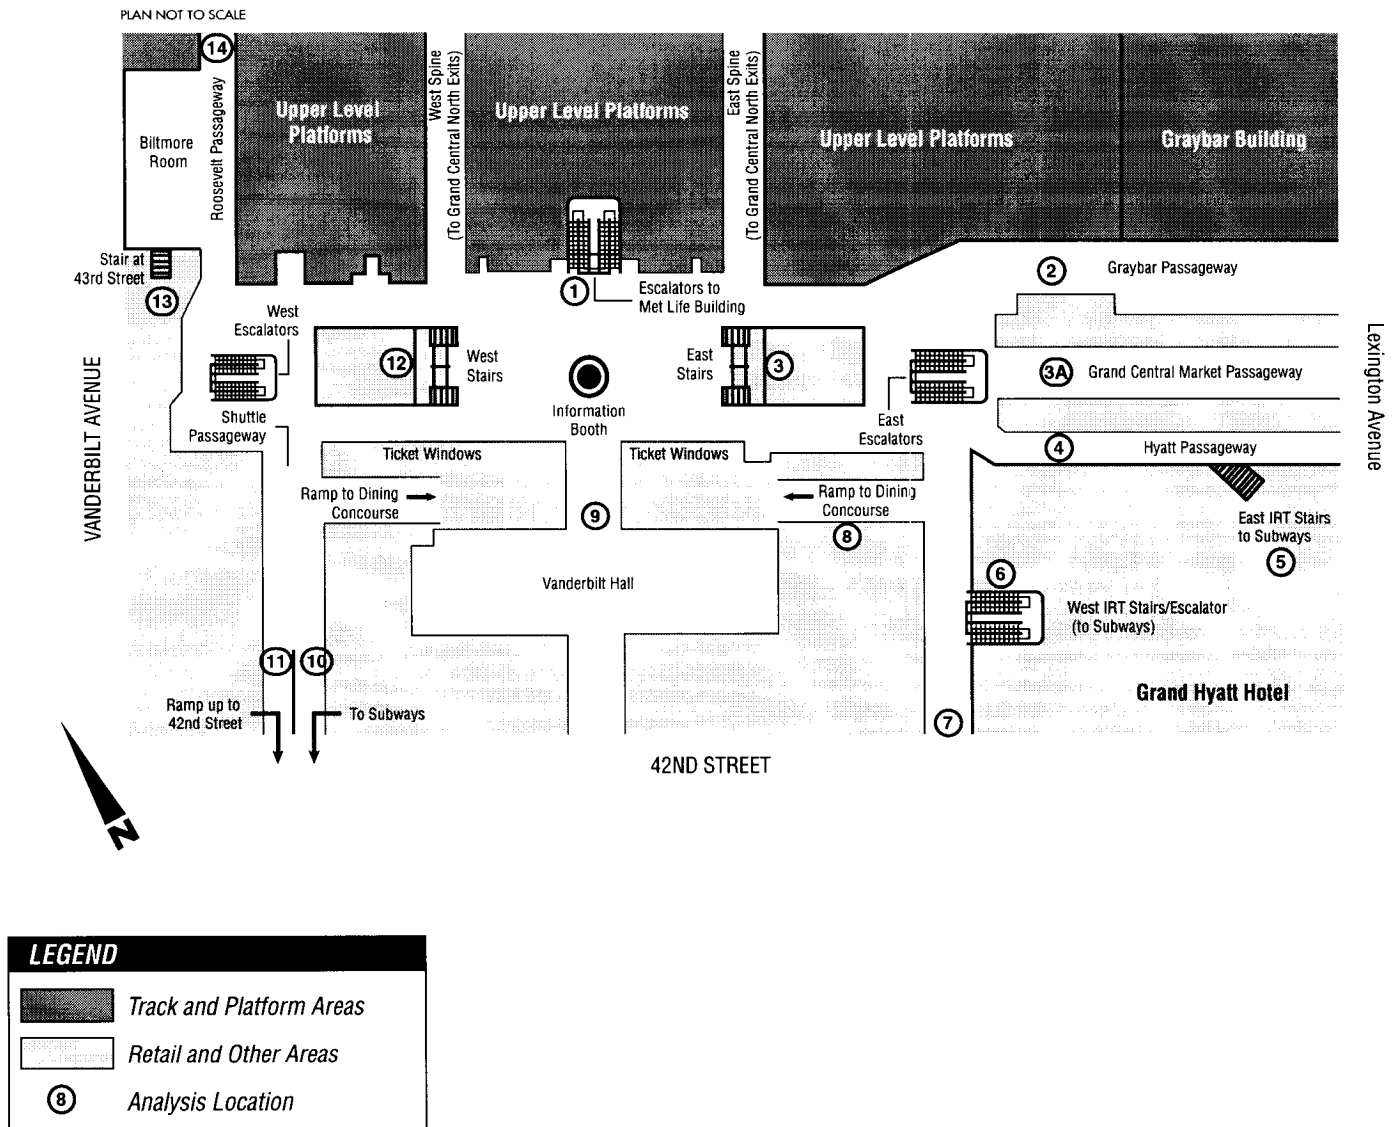 PLAN NOT TO SCALE
14
Roosevelt Passageway
Biltmore
Room
Upper Level
Platforms
West Spine
(To Grand Central North Exits)
Upper Level Platforms
East Spine
(To Grand Central North Exits)
Upper Level Platforms
Graybar Building
Stair at
43rd Street
13
1
Escalators to
Met Life Building
2
Graybar Passageway
West
Escalators
12
West
Stairs
Information
Booth
East
Stairs
3
East
Escalators
3A
Grand Central Market Passageway
Lexington Avenue
VANDERBILT AVENUE
Shuttle
Passageway
Ticket Windows
Ticket Windows
4
Hyatt Passageway
Ramp to Dining
Concourse
9
Ramp to Dining
Concourse
8
East IRT Stairs
to Subways
5
Vanderbilt Hall
6
West IRT Stairs/Escalator
(to Subways)
11
10
Ramp up to
42nd Street
To Subways
7
Grand Hyatt Hotel
42ND STREET
N
LEGEND
Track and Platform Areas
Retail and Other Areas
8
Analysis Location